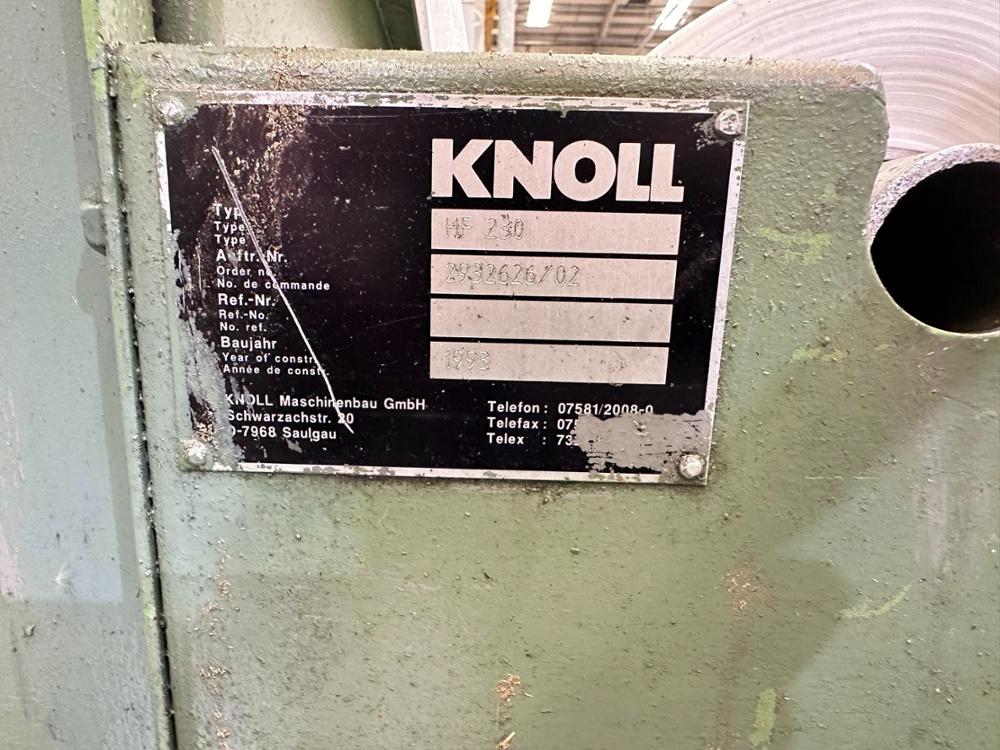 KNOLL
Typ
Type
Type
HF 230
Auftr.-Nr.
Order no.
No. de commande
2932626/02
Ref.-Nr.
Ref.-No.
No. ref.
Baujahr
Year of constr.
Année de constr.
1993
KNOLL Maschinenbau GmbH
Schwarzachstr. 20
D-7968 Saulgau
Telefon: 07581/2008-0
Telefax:
Telex :